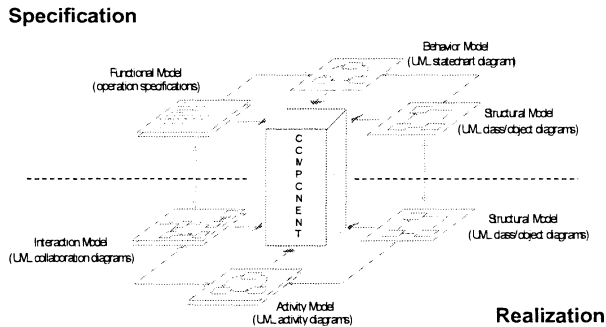 Specification
Behavior Model
(UML statechart diagram)
Functional Model
(operation specifications)
Structural Model
(UML class/object diagrams)
COMPONENT
Interaction Model
(UML collaboration diagrams)
Structural Model
(UML class/object diagrams)
Activity Model
(UML activity diagrams)
Realization